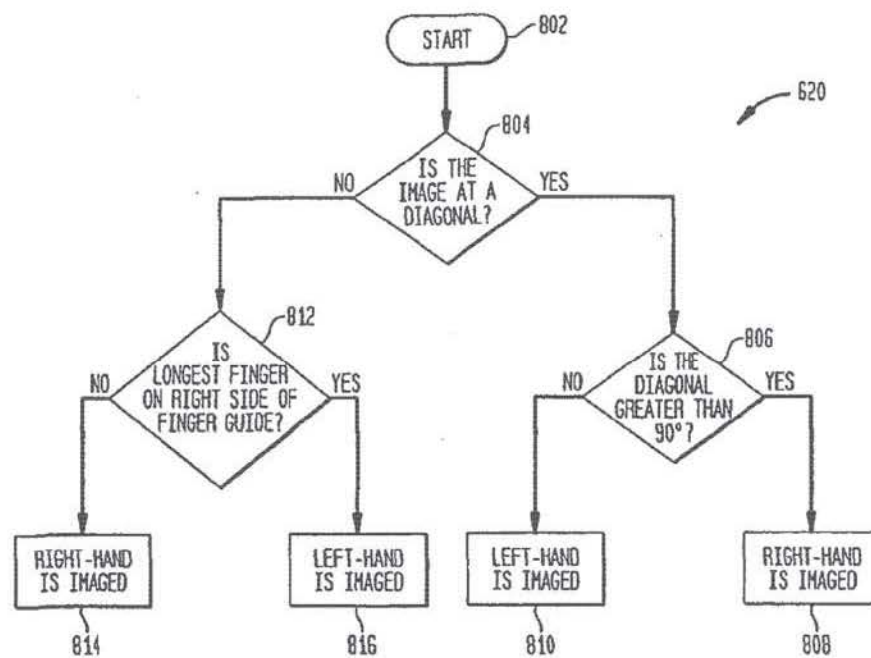 START
802
620
804
IS THE
IMAGE AT A
DIAGONAL?
NO
YES
812
IS
LONGEST FINGER
ON RIGHT SIDE OF
FINGER GUIDE?
NO
YES
806
IS THE
DIAGONAL
GREATER THAN
90°?
NO
YES
RIGHT-HAND
IS IMAGED
814
LEFT-HAND
IS IMAGED
816
LEFT-HAND
IS IMAGED
810
RIGHT-HAND
IS IMAGED
808